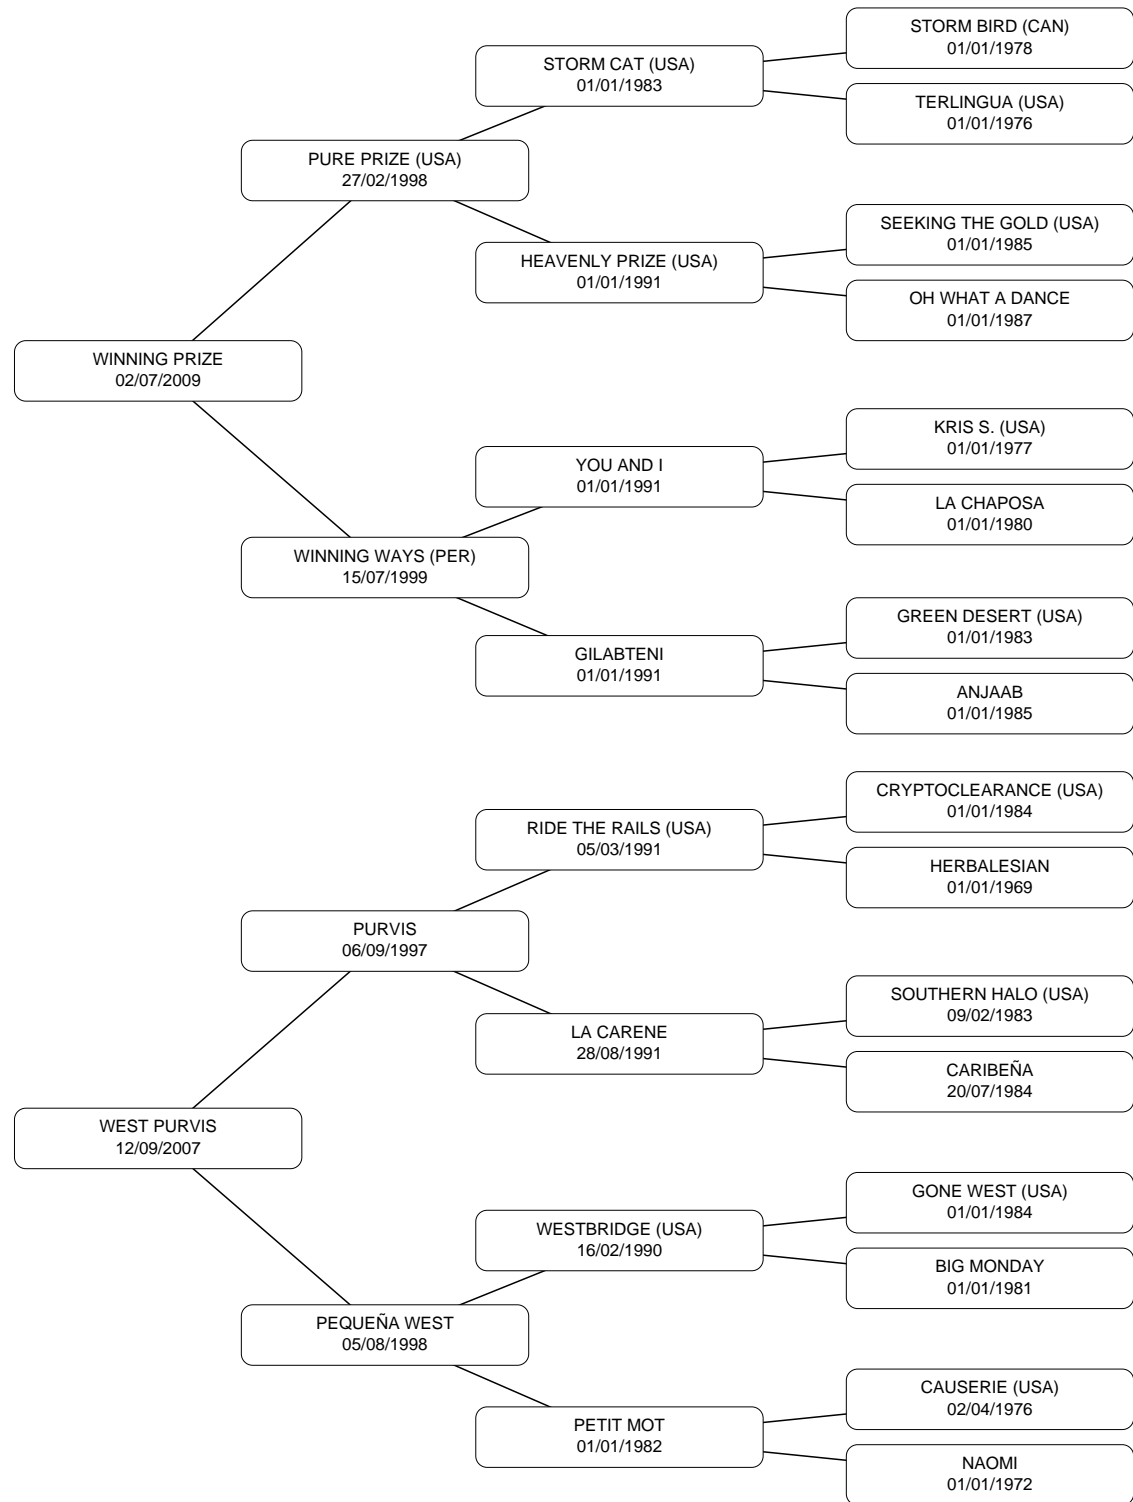 STORM BIRD (CAN)
01/01/1978
STORM CAT (USA)
01/01/1983
TERLINGUA (USA)
01/01/1976
PURE PRIZE (USA)
27/02/1998
SEEKING THE GOLD (USA)
01/01/1985
HEAVENLY PRIZE (USA)
01/01/1991
OH WHAT A DANCE
01/01/1987
WINNING PRIZE
02/07/2009
KRIS S. (USA)
01/01/1977
YOU AND I
01/01/1991
LA CHAPOSA
01/01/1980
WINNING WAYS (PER)
15/07/1999
GREEN DESERT (USA)
01/01/1983
GILABTENI
01/01/1991
ANJAAB
01/01/1985
CRYPTOCLEARANCE (USA)
01/01/1984
RIDE THE RAILS (USA)
05/03/1991
HERBALESIAN
01/01/1969
PURVIS
06/09/1997
SOUTHERN HALO (USA)
09/02/1983
LA CARENE
28/08/1991
CARIBEÑA
20/07/1984
WEST PURVIS
12/09/2007
GONE WEST (USA)
01/01/1984
WESTBRIDGE (USA)
16/02/1990
BIG MONDAY
01/01/1981
PEQUEÑA WEST
05/08/1998
CAUSERIE (USA)
02/04/1976
PETIT MOT
01/01/1982
NAOMI
01/01/1972